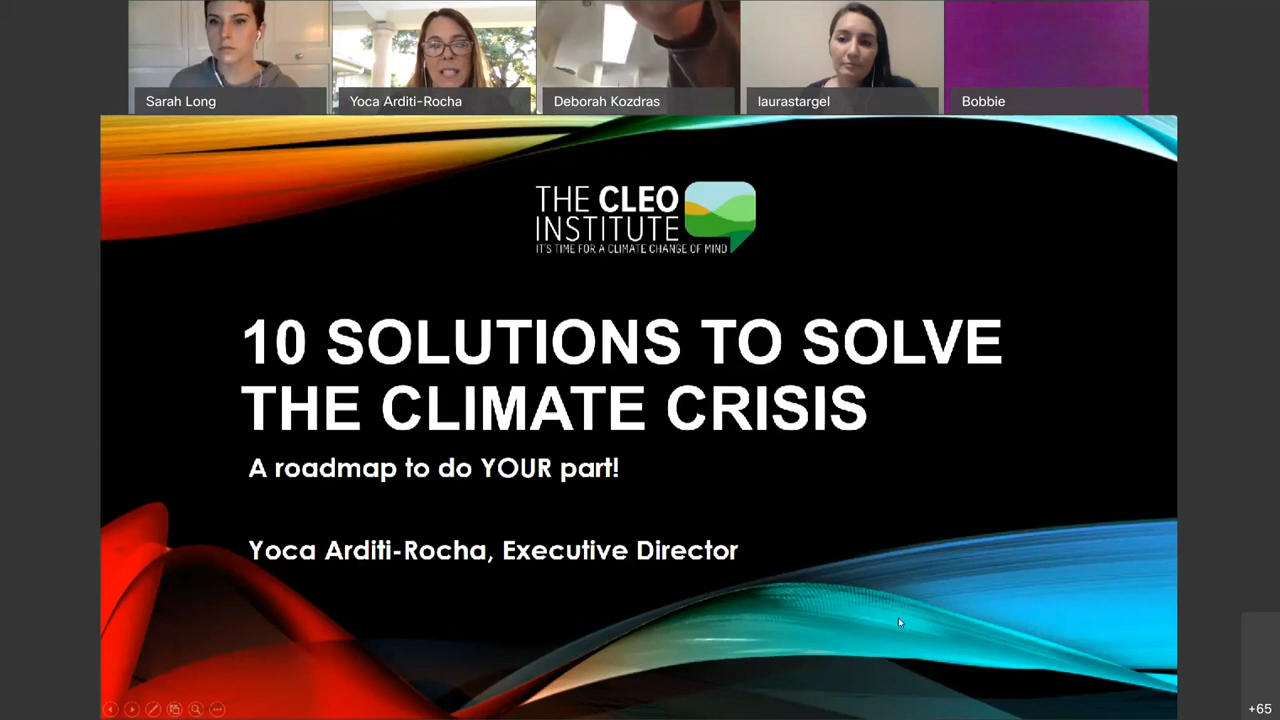 Sarah Long
Yoca Arditi-Rocha
Deborah Kozdras
laurastargel
Bobbie
THE CLEO
INSTITUTE
IT'S TIME FOR A CLIMATE CHANGE OF MIND
10 SOLUTIONS TO SOLVE
THE CLIMATE CRISIS
A roadmap to do YOUR part!
Yoca Arditi-Rocha, Executive Director
+65